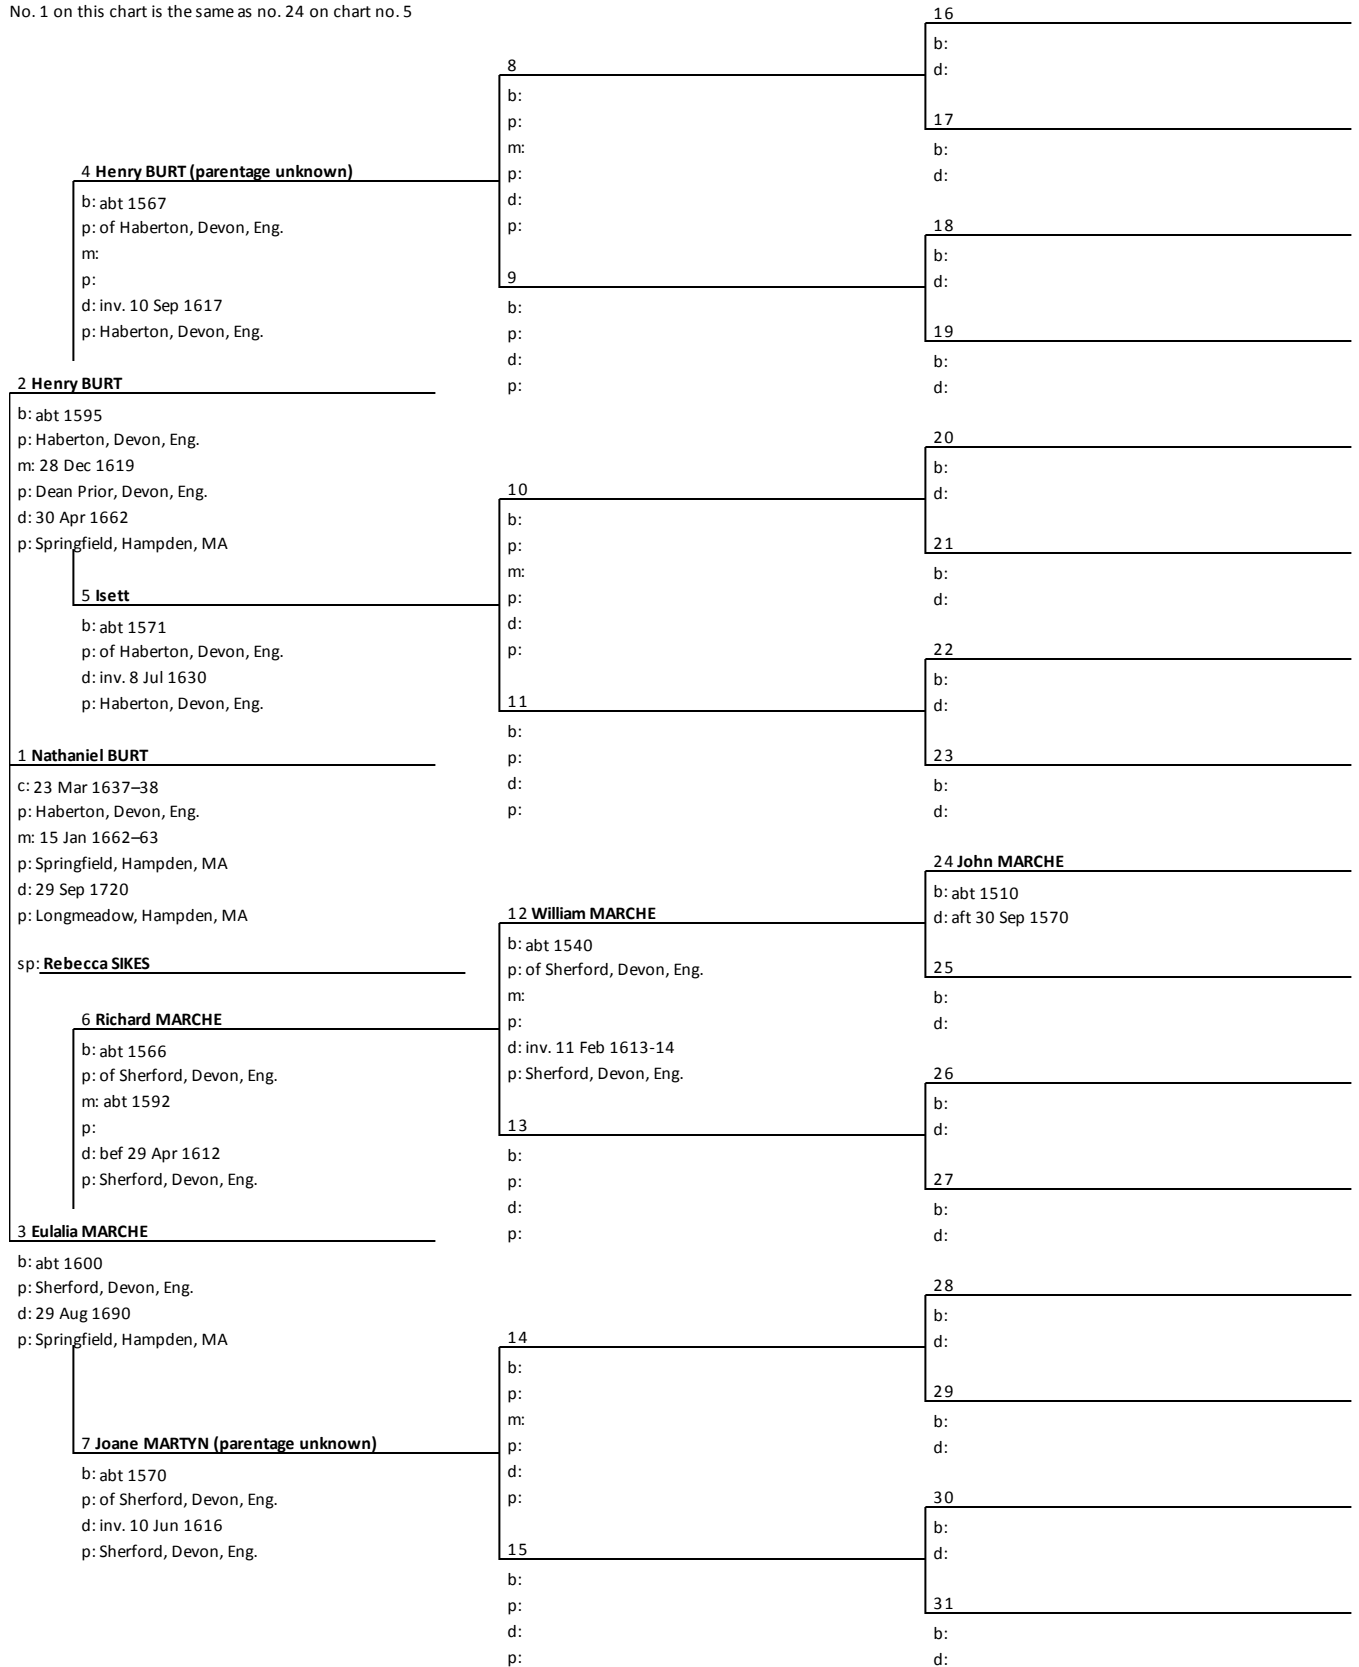 No. 1 on this chart is the same as no. 24 on chart no. 5
4 Henry BURT (parentage unknown)
b: abt 1567
p: of Haberton, Devon, Eng.
m:
p:
d: inv. 10 Sep 1617
p: Haberton, Devon, Eng.
2 Henry BURT
b: abt 1595
p: Haberton, Devon, Eng.
m: 28 Dec 1619
p: Dean Prior, Devon, Eng.
d: 30 Apr 1662
p: Springfield, Hampden, MA
5 Isett
b: abt 1571
p: of Haberton, Devon, Eng.
d: inv. 8 Jul 1630
p: Haberton, Devon, Eng.
1 Nathaniel BURT
c: 23 Mar 1637–38
p: Haberton, Devon, Eng.
m: 15 Jan 1662–63
p: Springfield, Hampden, MA
d: 29 Sep 1720
p: Longmeadow, Hampden, MA
sp: Rebecca SIKES
6 Richard MARCHE
b: abt 1566
p: of Sherford, Devon, Eng.
m: abt 1592
p:
d: bef 29 Apr 1612
p: Sherford, Devon, Eng.
3 Eulalia MARCHE
b: abt 1600
p: Sherford, Devon, Eng.
d: 29 Aug 1690
p: Springfield, Hampden, MA
7 Joane MARTYN (parentage unknown)
b: abt 1570
p: of Sherford, Devon, Eng.
d: inv. 10 Jun 1616
p: Sherford, Devon, Eng.
8
b:
p:
m:
p:
d:
p:
9
b:
p:
d:
p:
10
b:
p:
m:
p:
d:
p:
11
b:
p:
d:
p:
12 William MARCHE
b: abt 1540
p: of Sherford, Devon, Eng.
m:
p:
d: inv. 11 Feb 1613-14
p: Sherford, Devon, Eng.
13
b:
p:
d:
p:
14
b:
p:
m:
p:
d:
p:
15
b:
p:
d:
p:
16
b:
d:
17
b:
d:
18
b:
d:
19
b:
d:
20
b:
d:
21
b:
d:
22
b:
d:
23
b:
d:
24 John MARCHE
b: abt 1510
d: aft 30 Sep 1570
25
b:
d:
26
b:
d:
27
b:
d:
28
b:
d:
29
b:
d:
30
b:
d:
31
b:
d: